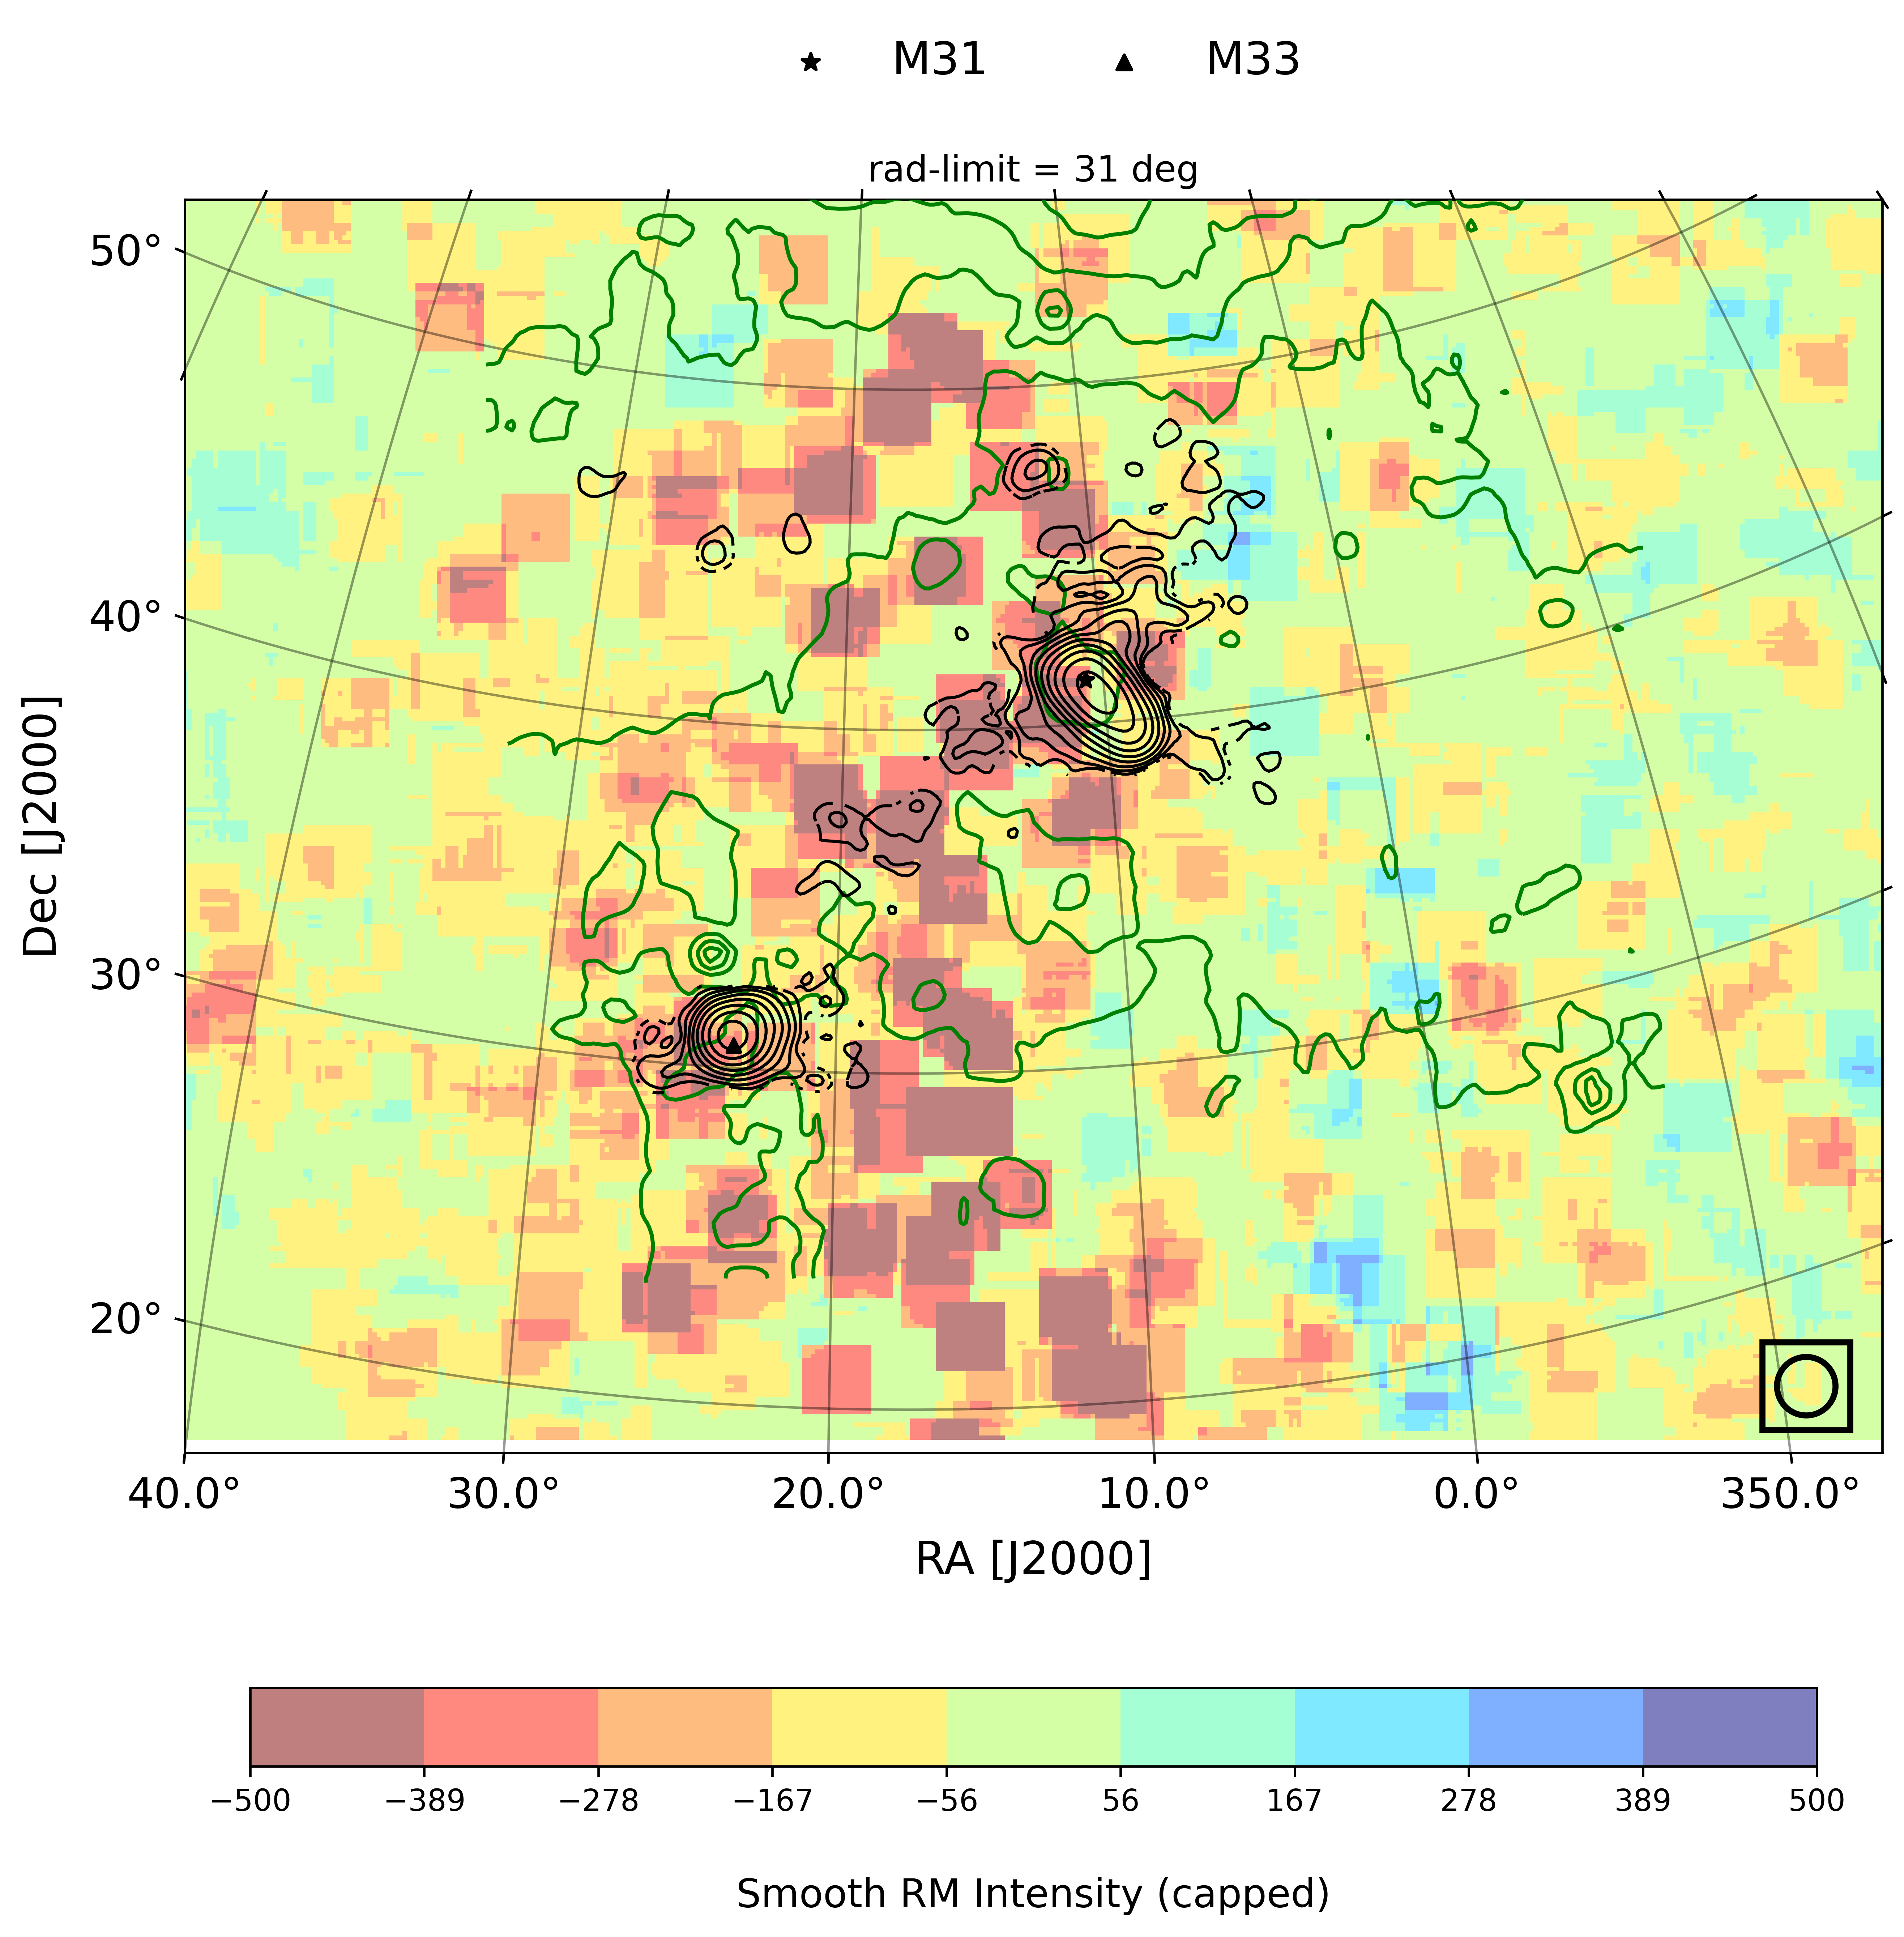 M31 M33
rad-limit = 31 deg
50°
40°
30°
20°
Dec [J2000]
40.0° 30.0° 20.0° 10.0° 0.0° 350.0°
RA [J2000]
−500 −389 −278 −167 −56 56 167 278 389 500
Smooth RM Intensity (capped)